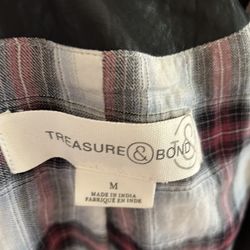 TREASURE & BOND
&
M
MADE IN INDIA
FABRIQUÉ EN INDE